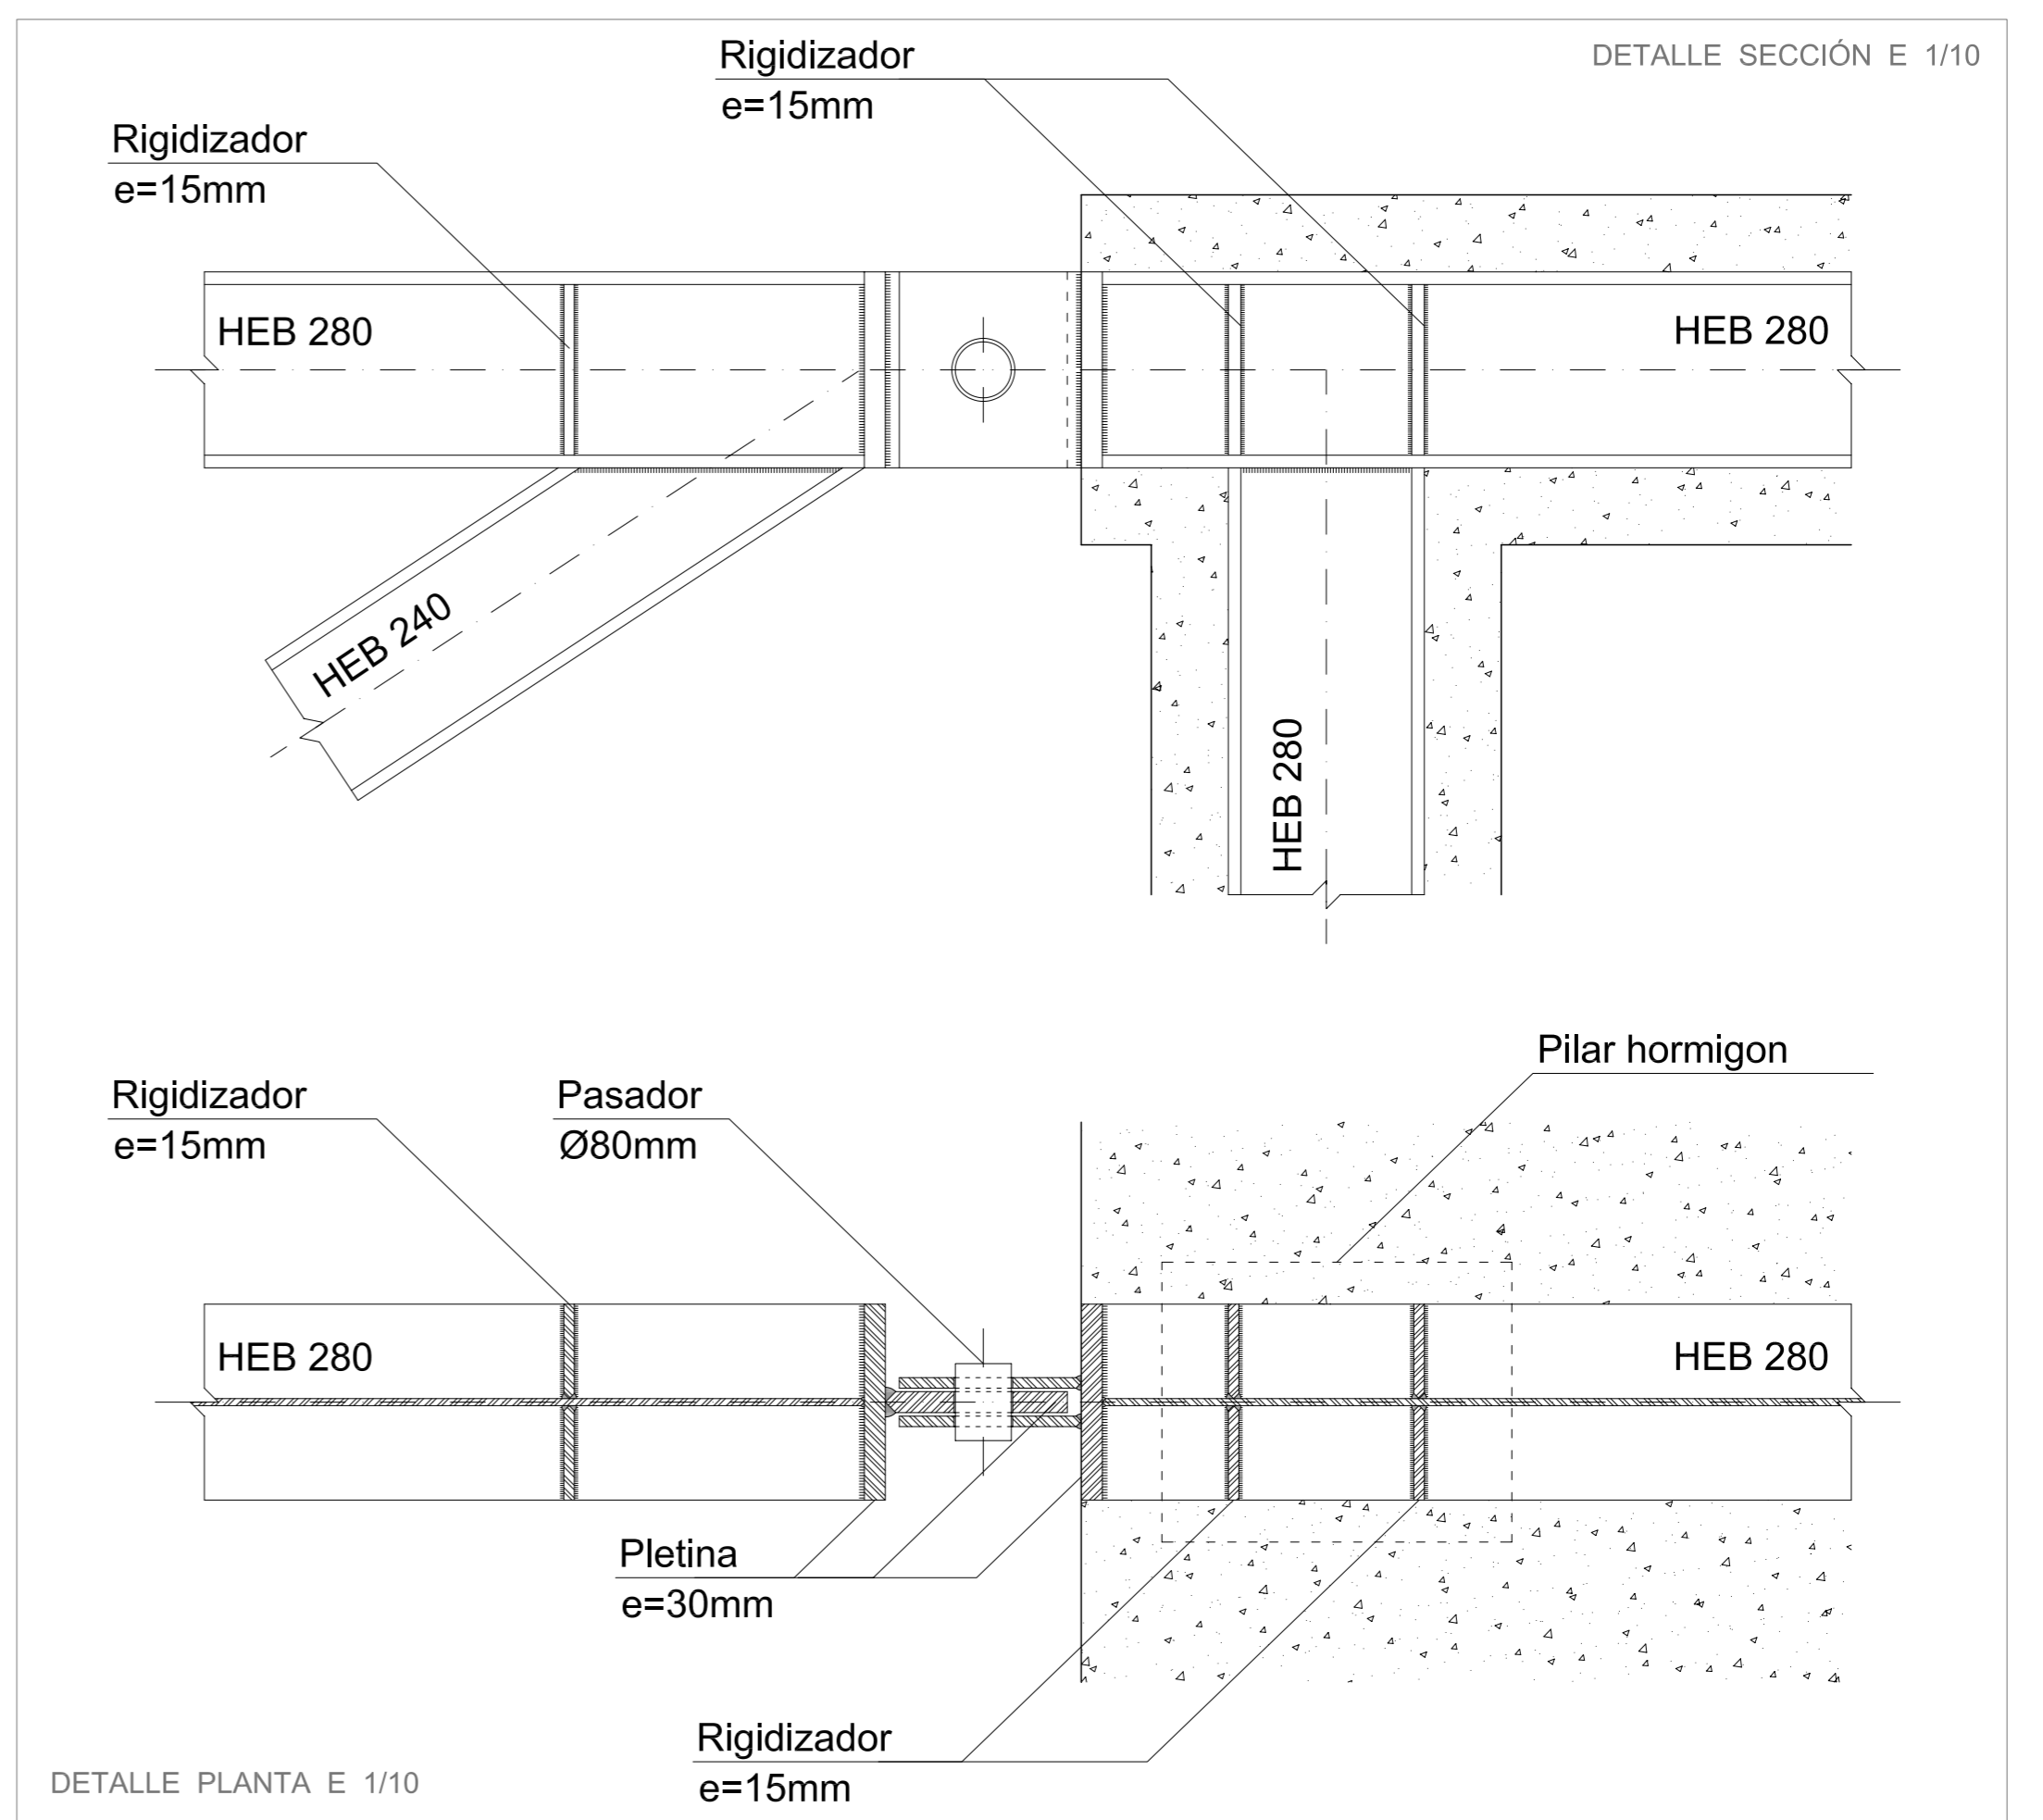 Rigidizador
e=15mm
DETALLE SECCIÓN E 1/10
Rigidizador
e=15mm
HEB 280
HEB 280
HEB 240
HEB 280
Pilar hormigon
Rigidizador
e=15mm
Pasador
Ø80mm
HEB 280
HEB 280
Pletina
e=30mm
Rigidizador
e=15mm
DETALLE PLANTA E 1/10